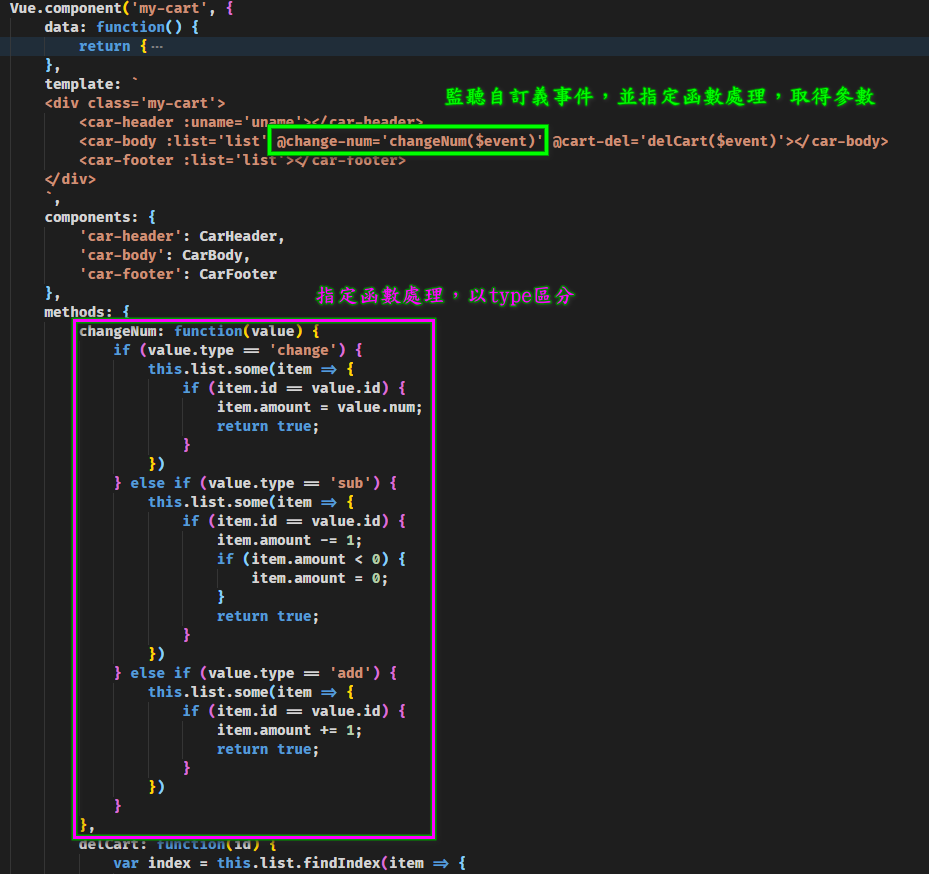 Vue.component('my-cart', {
    data: function() {
        return {···
    },
    template: `
監聽自訂義事件，並指定函數處理，取得參數
    <div class='my-cart'>
        <car-header :uname='uname'></car-header>
        <car-body :list='list' @change-num='changeNum($event)' @cart-del='delCart($event)'></car-body>
        <car-footer :list='list'></car-footer>
    </div>
    `,
    components: {
        'car-header': CarHeader,
        'car-body': CarBody,
        'car-footer': CarFooter
    },
指定函數處理，以type區分
    methods: {
        changeNum: function(value) {
            if (value.type == 'change') {
                this.list.some(item => {
                    if (item.id == value.id) {
                        item.amount = value.num;
                        return true;
                    }
                })
            } else if (value.type == 'sub') {
                this.list.some(item => {
                    if (item.id == value.id) {
                        item.amount -= 1;
                        if (item.amount < 0) {
                            item.amount = 0;
                        }
                        return true;
                    }
                })
            } else if (value.type == 'add') {
                this.list.some(item => {
                    if (item.id == value.id) {
                        item.amount += 1;
                        return true;
                    }
                })
            }
        },
        delCart: function(id) {
            var index = this.list.findIndex(item => {